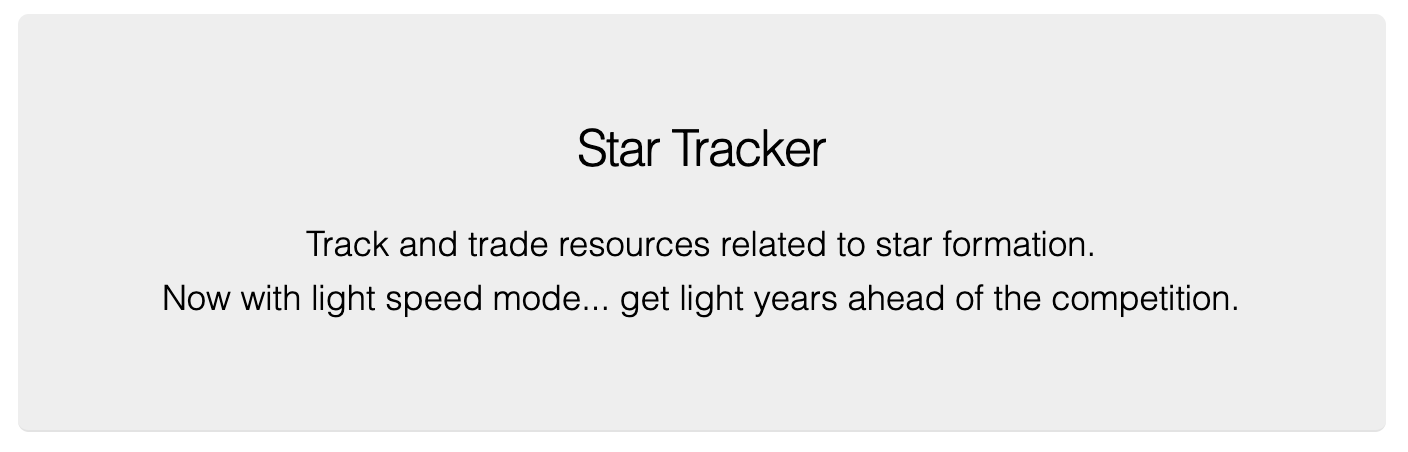 Star Tracker
Track and trade resources related to star formation.
Now with light speed mode... get light years ahead of the competition.